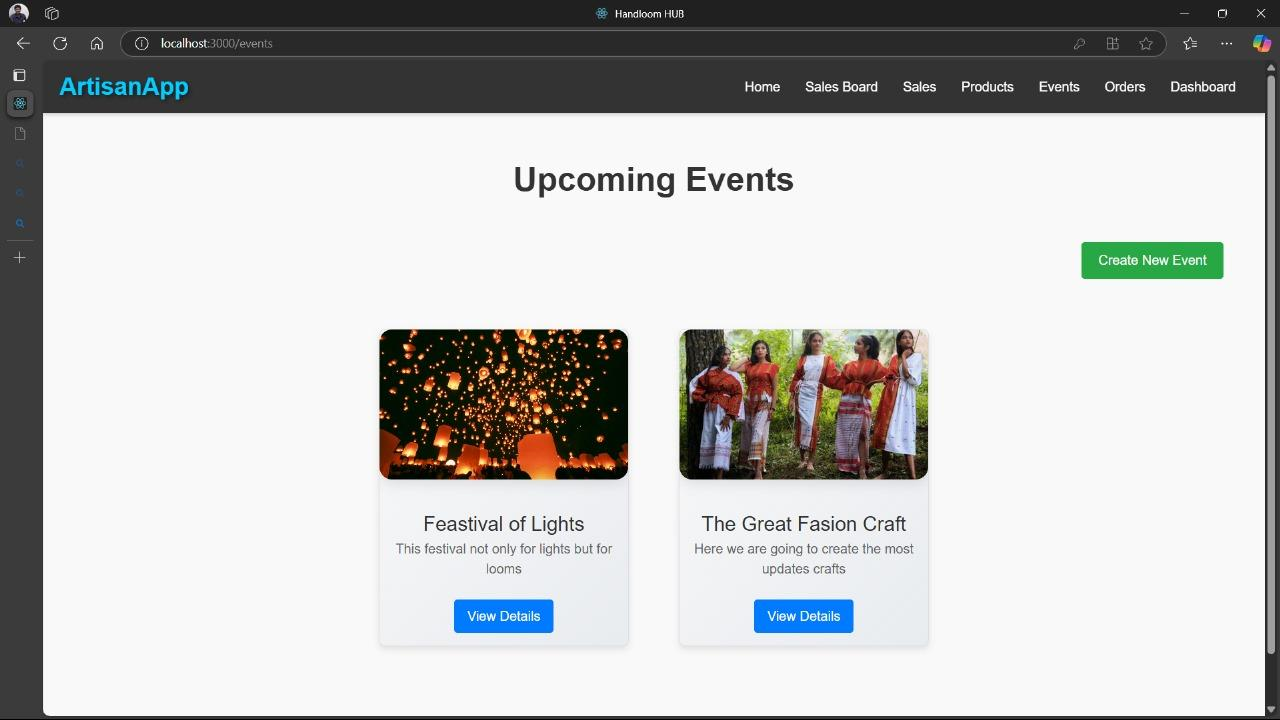 Handloom HUB
localhost:3000/events
ArtisanApp
Home Sales Board Sales Products Events Orders Dashboard
Upcoming Events
Create New Event
Feastival of Lights
This festival not only for lights but for
looms
View Details
The Great Fasion Craft
Here we are going to create the most
updates crafts
View Details